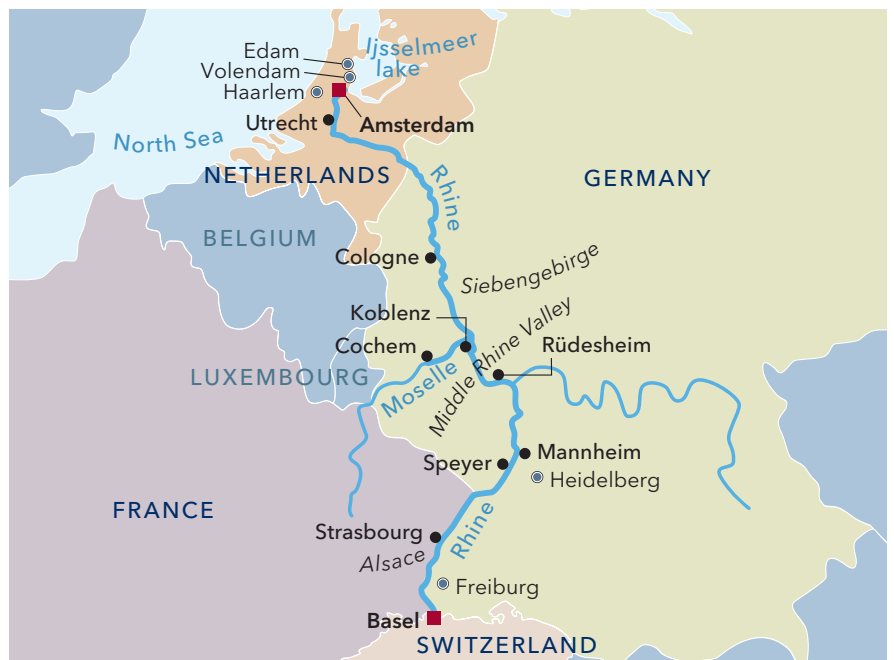 Edam
Ijsselmeer
lake
Volendam
Haarlem
Utrecht
Amsterdam
North Sea
NETHERLANDS
Rhine
GERMANY
BELGIUM
Cologne
Siebengebirge
Koblenz
Middle Rhine Valley
Cochem
Rüdesheim
LUXEMBOURG
Moselle
Mannheim
Speyer
Heidelberg
FRANCE
Strasbourg
Rhine
Alsace
Freiburg
Basel
SWITZERLAND